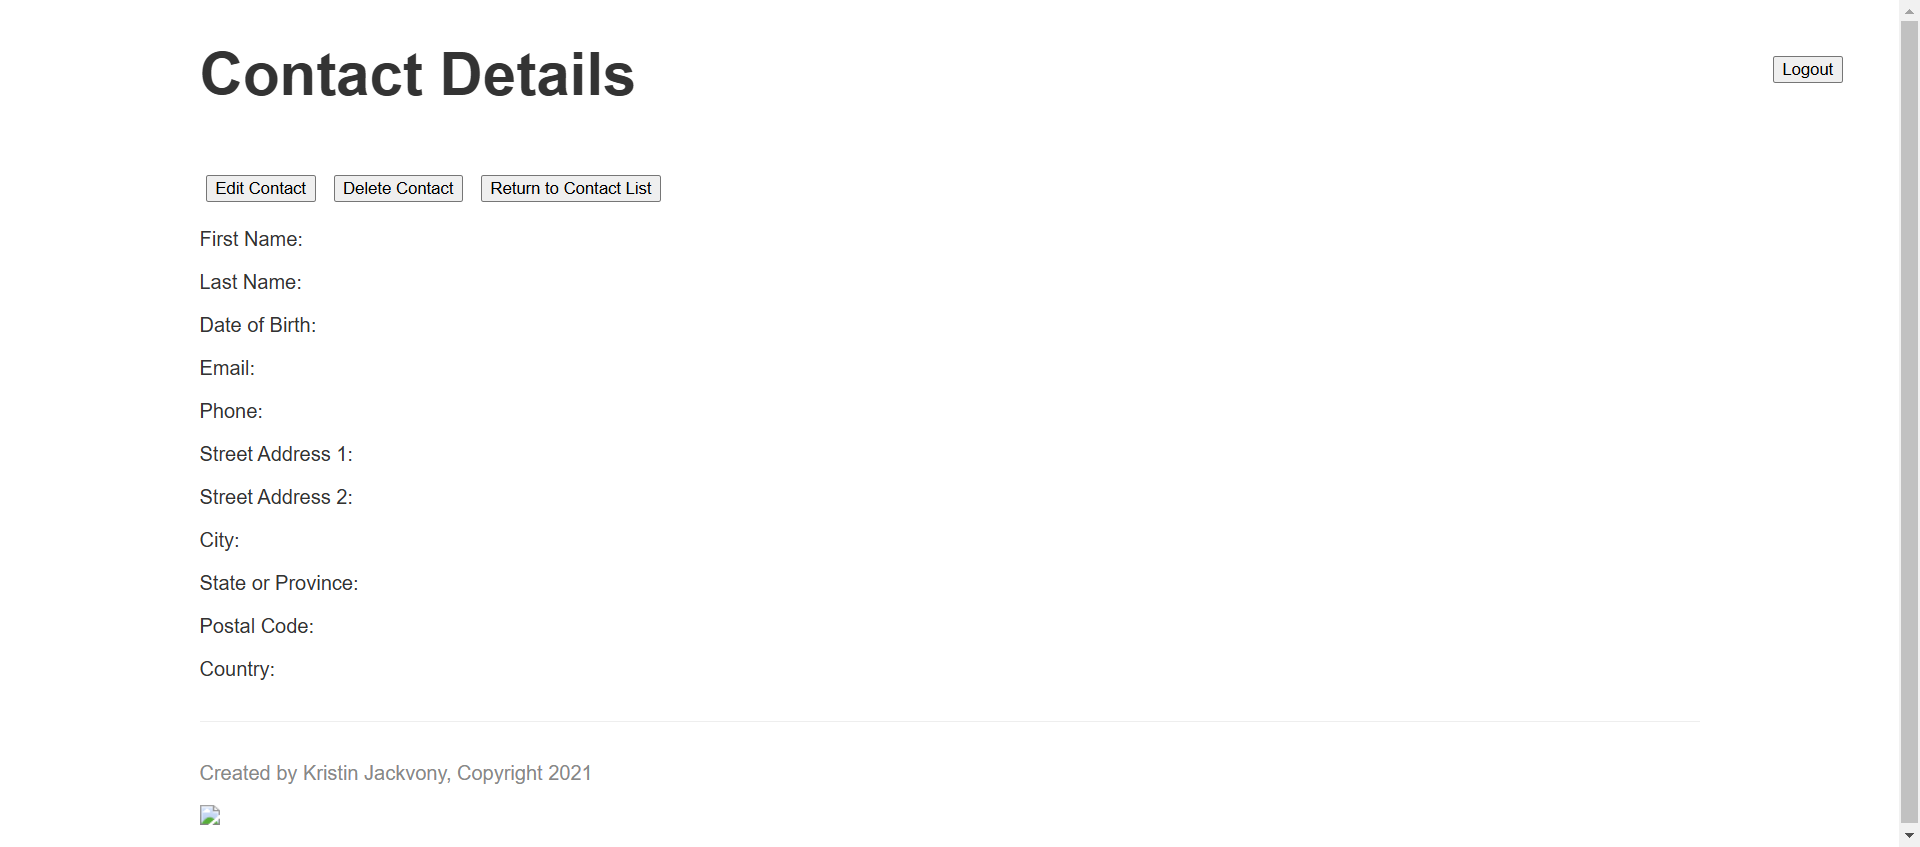 Contact Details
Logout
Edit Contact Delete Contact Return to Contact List
First Name:
Last Name:
Date of Birth:
Email:
Phone:
Street Address 1:
Street Address 2:
City:
State or Province:
Postal Code:
Country:
Created by Kristin Jackvony, Copyright 2021